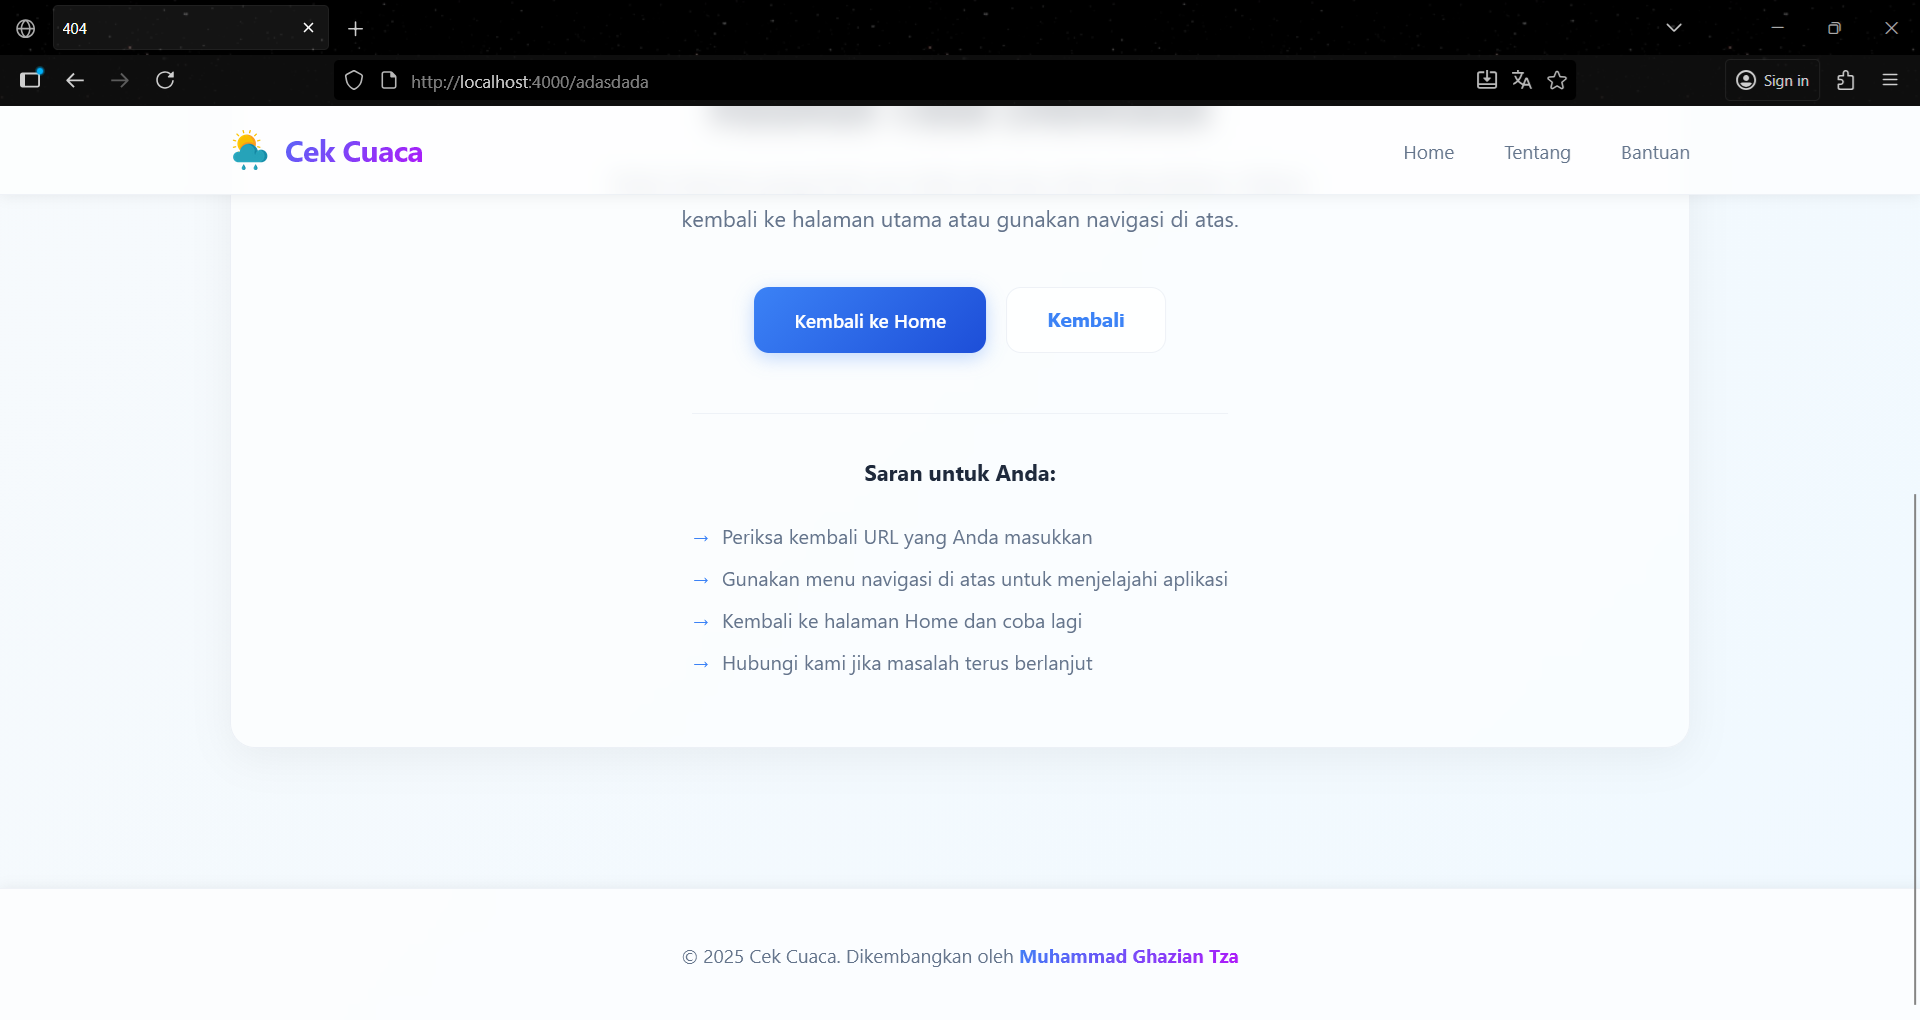 404
http://localhost:4000/adasdada
Sign in
Cek Cuaca
Home
Tentang
Bantuan
kembali ke halaman utama atau gunakan navigasi di atas.
Kembali ke Home
Kembali
Saran untuk Anda:
→ Periksa kembali URL yang Anda masukkan
→ Gunakan menu navigasi di atas untuk menjelajahi aplikasi
→ Kembali ke halaman Home dan coba lagi
→ Hubungi kami jika masalah terus berlanjut
© 2025 Cek Cuaca. Dikembangkan oleh Muhammad Ghazian Tza